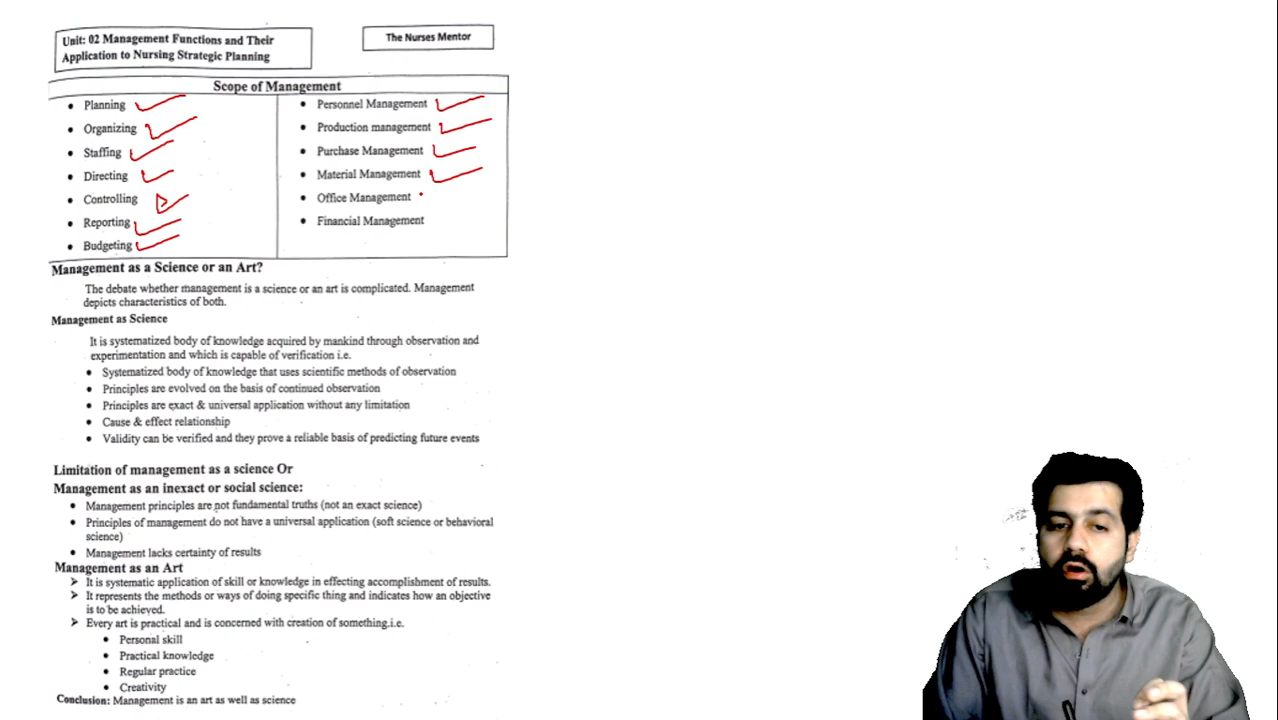 Unit: 02 Management Functions and Their
Application to Nursing Strategic Planning
The Nurses Mentor
Scope of Management
• Planning
• Organizing
• Staffing
• Directing
• Controlling
• Reporting
• Budgeting
• Personnel Management
• Production management
• Purchase Management
• Material Management
• Office Management
• Financial Management
Management as a Science or an Art?
The debate whether management is a science or an art is complicated. Management
depicts characteristics of both.
Management as Science
It is systematized body of knowledge acquired by mankind through observation and
experimentation and which is capable of verification i.e.
• Systematized body of knowledge that uses scientific methods of observation
• Principles are evolved on the basis of continued observation
• Principles are exact & universal application without any limitation
• Cause & effect relationship
• Validity can be verified and they prove a reliable basis of predicting future events
Limitation of management as a science Or
Management as an inexact or social science:
• Management principles are not fundamental truths (not an exact science)
• Principles of management do not have a universal application (soft science or behavioral
science)
• Management lacks certainty of results
Management as an Art
➢ It is systematic application of skill or knowledge in effecting accomplishment of results.
➢ It represents the methods or ways of doing specific thing and indicates how an objective
is to be achieved.
➢ Every art is practical and is concerned with creation of something.i.e.
• Personal skill
• Practical knowledge
• Regular practice
• Creativity
Conclusion: Management is an art as well as science